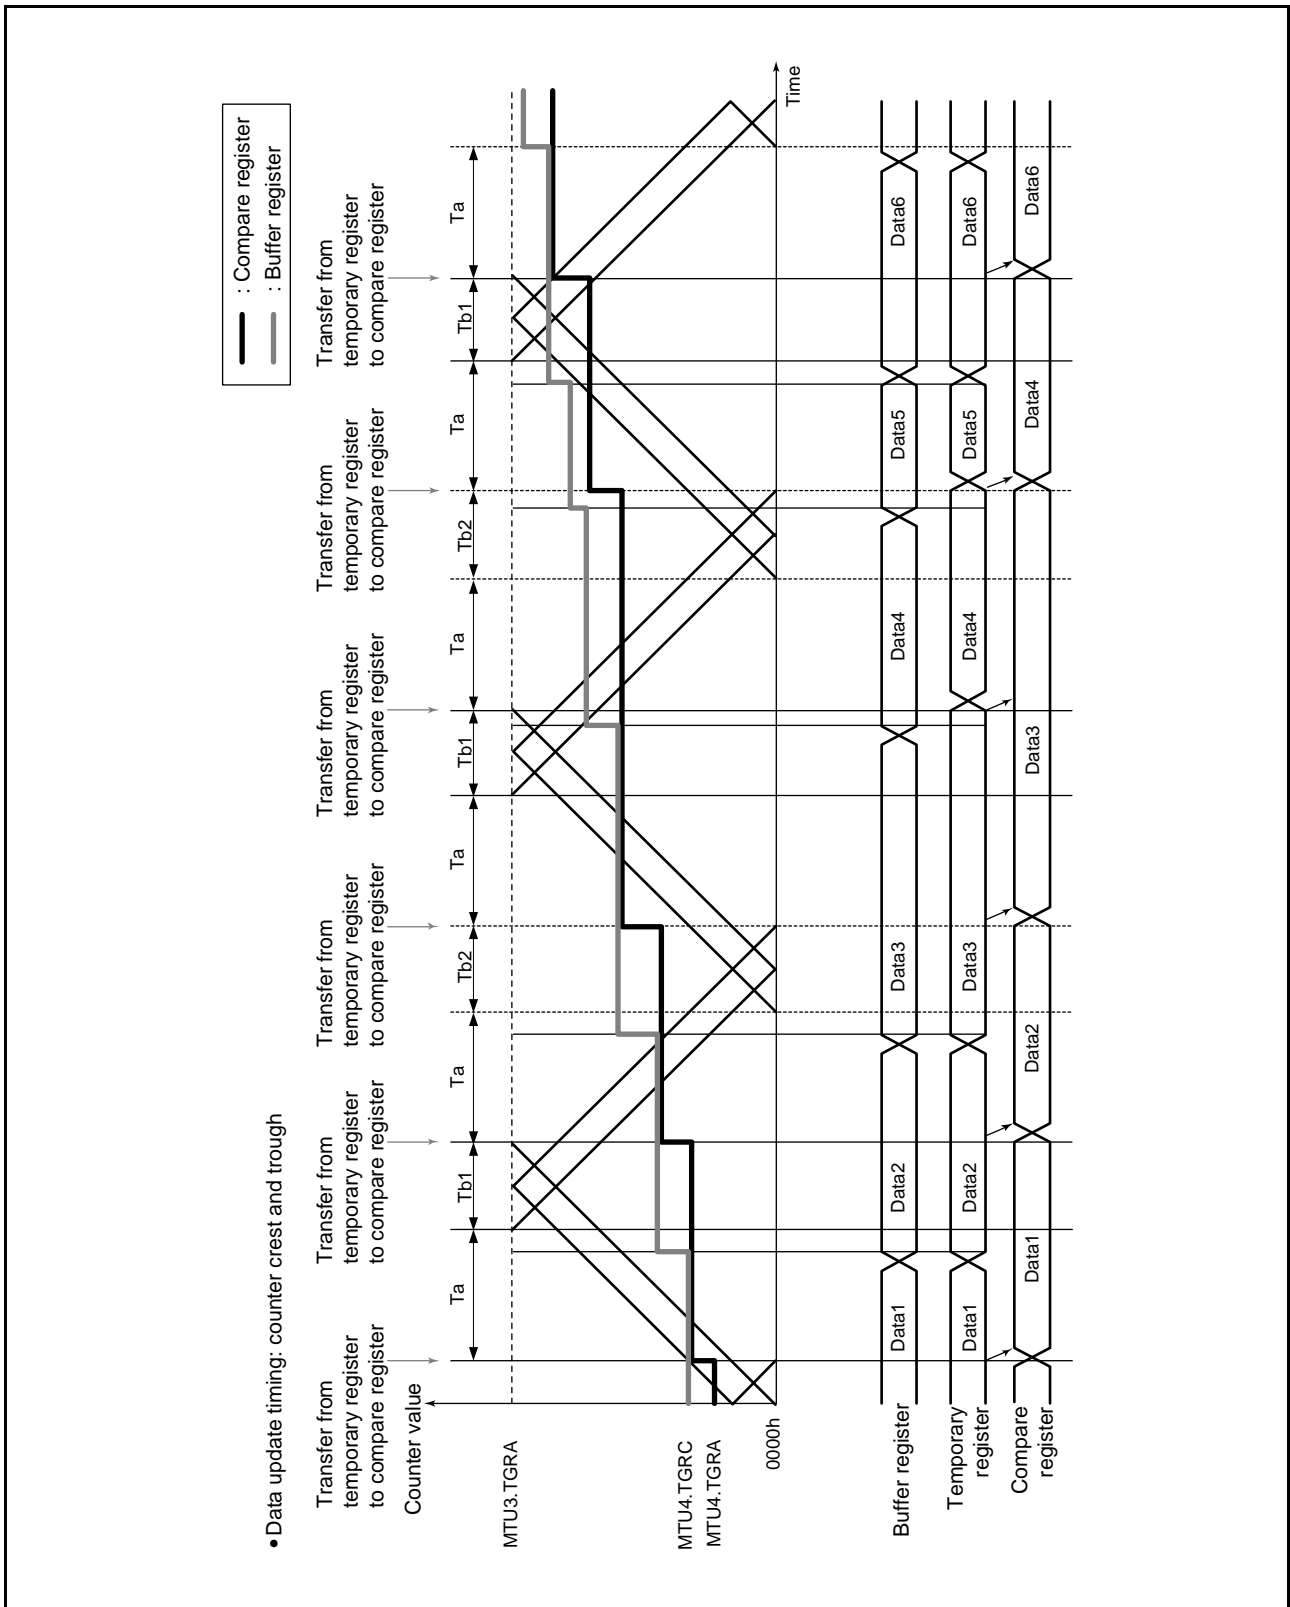 • Data update timing: counter crest and trough
: Compare register
: Buffer register
Transfer from
temporary register
to compare register
Transfer from
temporary register
to compare register
Transfer from
temporary register
to compare register
Transfer from
temporary register
to compare register
Transfer from
temporary register
to compare register
Transfer from
temporary register
to compare register
Transfer from
temporary register
to compare register
Counter value
Ta
Tb1
Ta
Tb2
Ta
Tb1
Ta
Tb2
Ta
Tb1
Ta
MTU3.TGRA
MTU4.TGRC
MTU4.TGRA
0000h
Time
Buffer register
Data1
Data2
Data3
Data4
Data5
Data6
Temporary
register
Data1
Data2
Data3
Data4
Data5
Data6
Compare
register
Data1
Data2
Data3
Data4
Data6